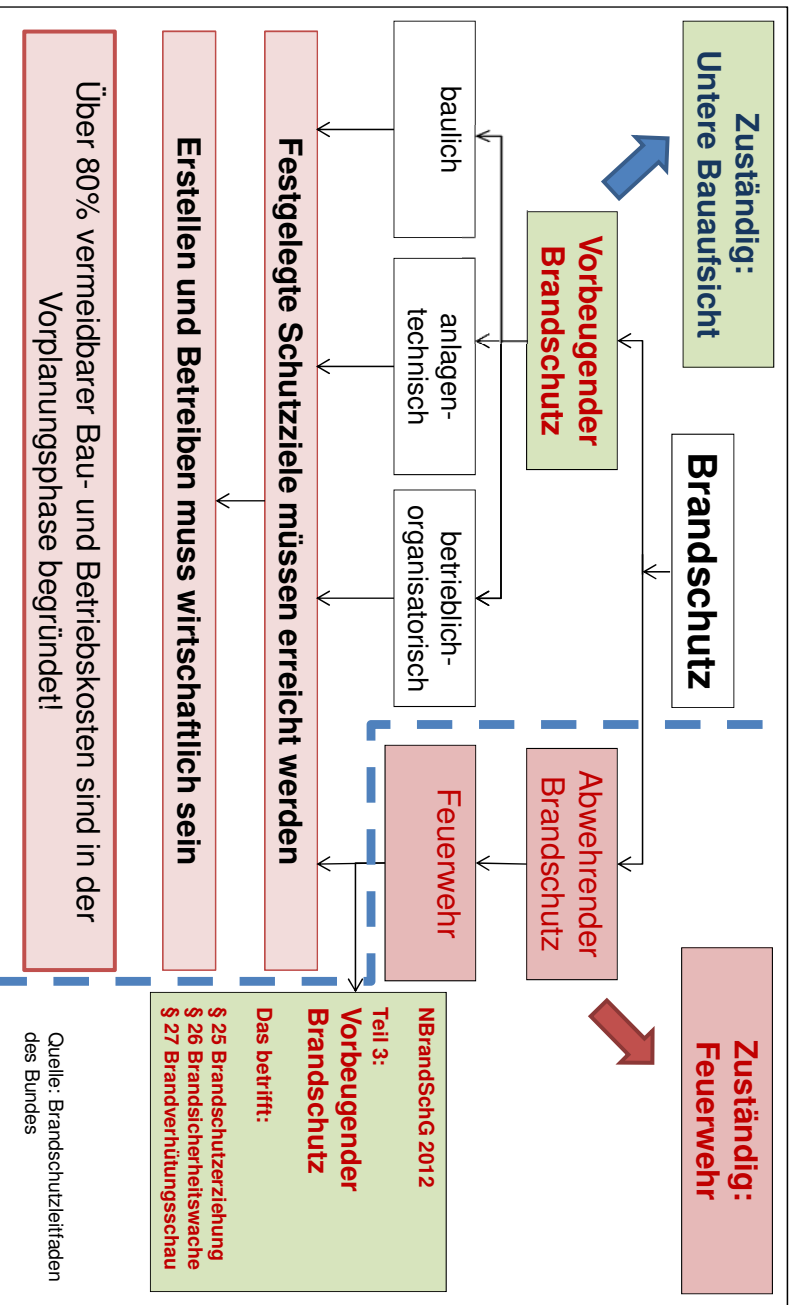 Zuständig:
Untere Bauaufsicht
Brandschutz
Zuständig:
Feuerwehr
Vorbeugender
Brandschutz
Abwehrender
Brandschutz
baulich
anlagen-
technisch
betrieblich-
organisatorisch
Feuerwehr
Festgelegte Schutzziele müssen erreicht werden
Erstellen und Betreiben muss wirtschaftlich sein
Über 80% vermeidbarer Bau- und Betriebskosten sind in der
Vorplanungsphase begründet!
NBrandSchG 2012
Teil 3:
Vorbeugender
Brandschutz
Das betrifft:
§ 25 Brandschutzerziehung
§ 26 Brandsicherheitswache
§ 27 Brandverhütungsschau
Quelle: Brandschutzleitfaden
des Bundes